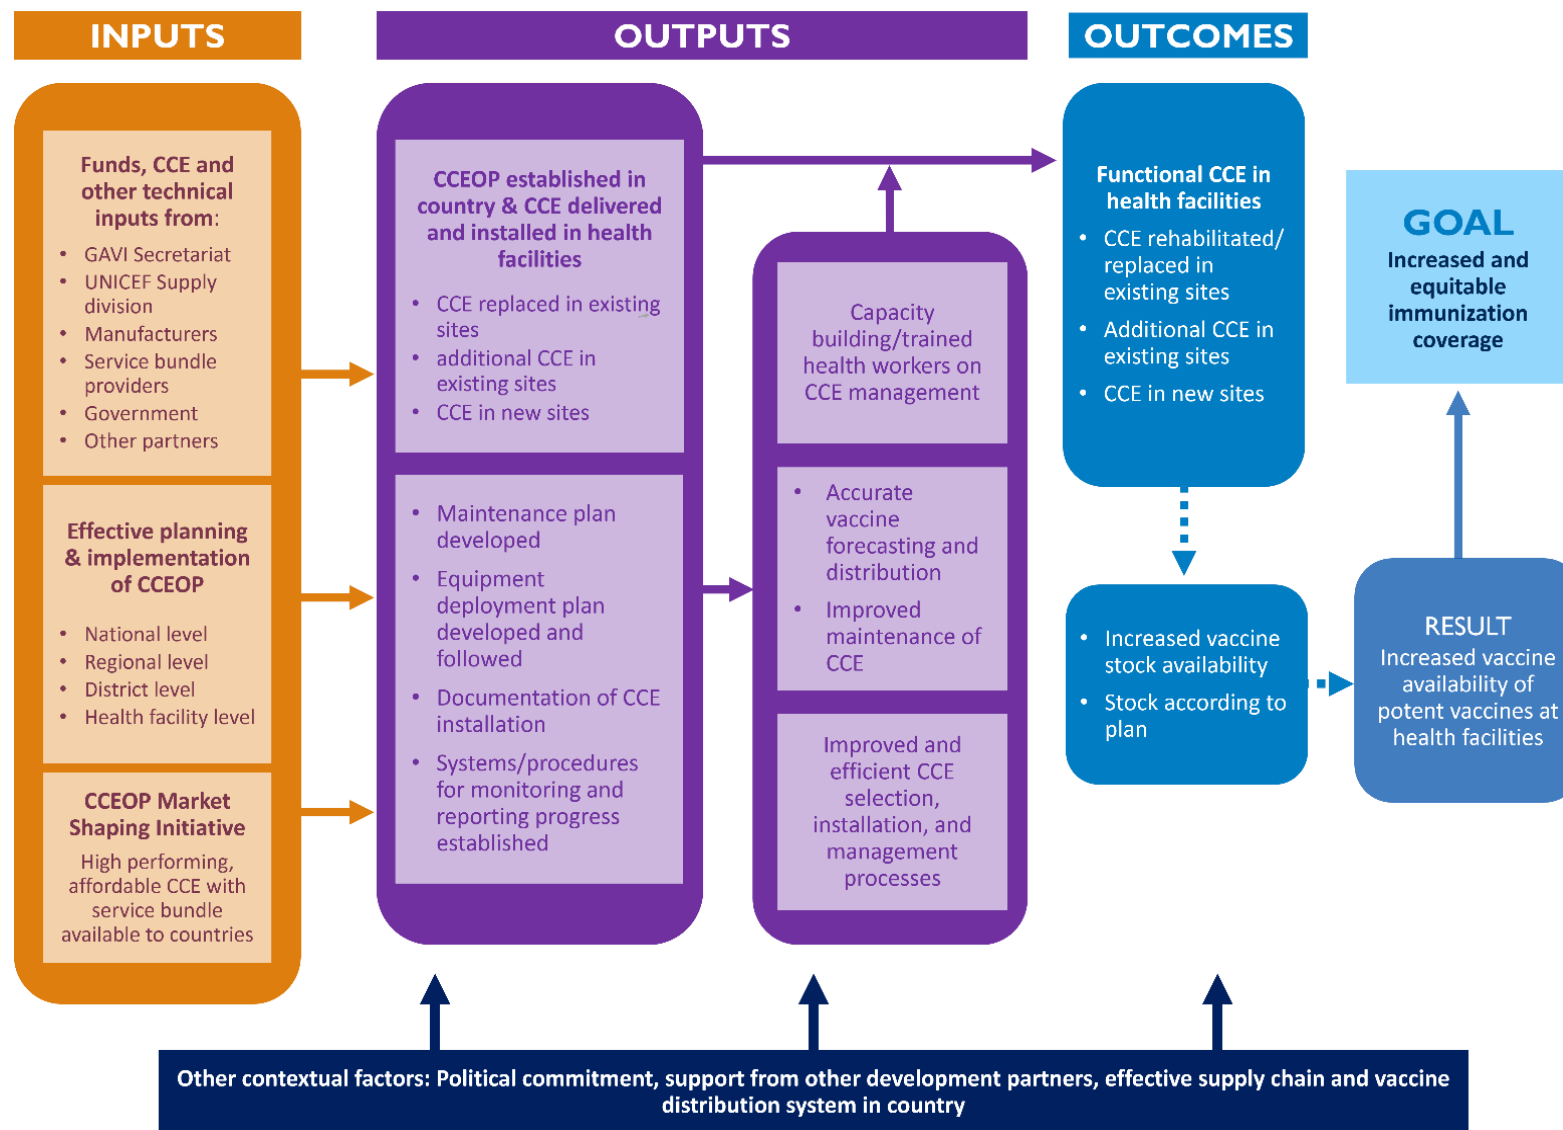 INPUTS
OUTPUTS
OUTCOMES
Funds, CCE and
other technical
inputs from:
• GAVI Secretariat
• UNICEF Supply
division
• Manufacturers
• Service bundle
providers
• Government
• Other partners
Effective planning
& implementation
of CCEOP
• National level
• Regional level
• District level
• Health facility level
CCEOP Market
Shaping Initiative
High performing,
affordable CCE with
service bundle
available to countries
CCEOP established in
country & CCE delivered
and installed in health
facilities
• CCE replaced in existing
sites
• additional CCE in
existing sites
• CCE in new sites
• Maintenance plan
developed
• Equipment
deployment plan
developed and
followed
• Documentation of CCE
installation
• Systems/procedures
for monitoring and
reporting progress
established
Capacity
building/trained
health workers on
CCE management
• Accurate
vaccine
forecasting and
distribution
• Improved
maintenance of
CCE
Improved and
efficient CCE
selection,
installation, and
management
processes
Functional CCE in
health facilities
• CCE rehabilitated/
replaced in
existing sites
• Additional CCE in
existing sites
• CCE in new sites
• Increased vaccine
stock availability
• Stock according to
plan
GOAL
Increased and
equitable
immunization
coverage
RESULT
Increased vaccine
availability of
potent vaccines at
health facilities
Other contextual factors: Political commitment, support from other development partners, effective supply chain and vaccine
distribution system in country